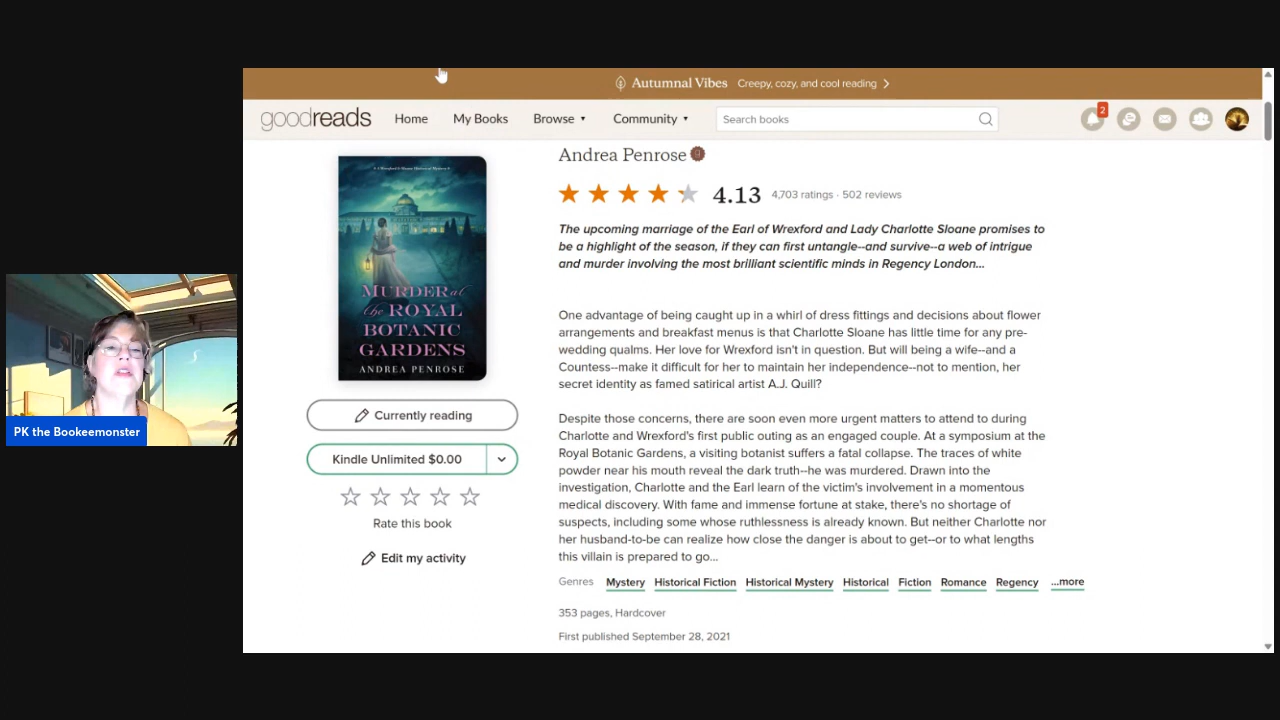 Autumnal Vibes Creepy, cozy, and cool reading
goodreads Home My Books Browse Community Search books 2
Andrea Penrose
4.13 4,703 ratings · 502 reviews
The upcoming marriage of the Earl of Wrexford and Lady Charlotte Sloane promises to
be a highlight of the season, if they can first untangle--and survive--a web of intrigue
and murder involving the most brilliant scientific minds in Regency London...
One advantage of being caught up in a whirl of dress fittings and decisions about flower
arrangements and breakfast menus is that Charlotte Sloane has little time for any pre-
wedding qualms. Her love for Wrexford isn't in question. But will being a wife--and a
Countess--make it difficult for her to maintain her independence--not to mention, her
secret identity as famed satirical artist A.J. Quill?
Despite those concerns, there are soon even more urgent matters to attend to during
Charlotte and Wrexford's first public outing as an engaged couple. At a symposium at the
Royal Botanic Gardens, a visiting botanist suffers a fatal collapse. The traces of white
powder near his mouth reveal the dark truth--he was murdered. Drawn into the
investigation, Charlotte and the Earl learn of the victim's involvement in a momentous
medical discovery. With fame and immense fortune at stake, there's no shortage of
suspects, including some whose ruthlessness is already known. But neither Charlotte nor
her husband-to-be can realize how close the danger is about to get--or to what lengths
this villain is prepared to go...
Genres Mystery Historical Fiction Historical Mystery Historical Fiction Romance Regency ...more
353 pages, Hardcover
First published September 28, 2021
MURDER at
the ROYAL
BOTANIC
GARDENS
ANDREA PENROSE
Currently reading
Kindle Unlimited $0.00
Rate this book
Edit my activity
PK the Bookeemonster